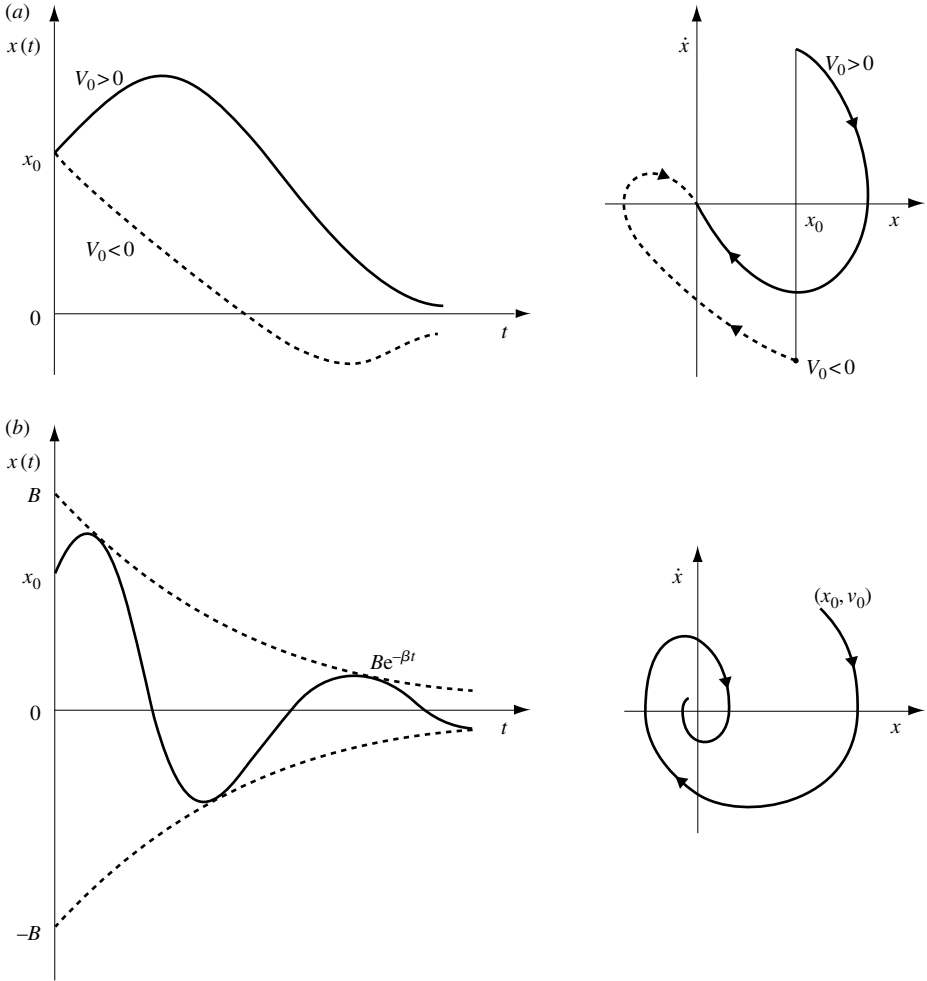 (a)
x(t)
V₀>0
x₀
V₀<0
0
t
ẋ
V₀>0
x₀
x
V₀<0
(b)
x(t)
B
x₀
Be⁻ᵝᵗ
0
t
–B
ẋ
(x₀, v₀)
x